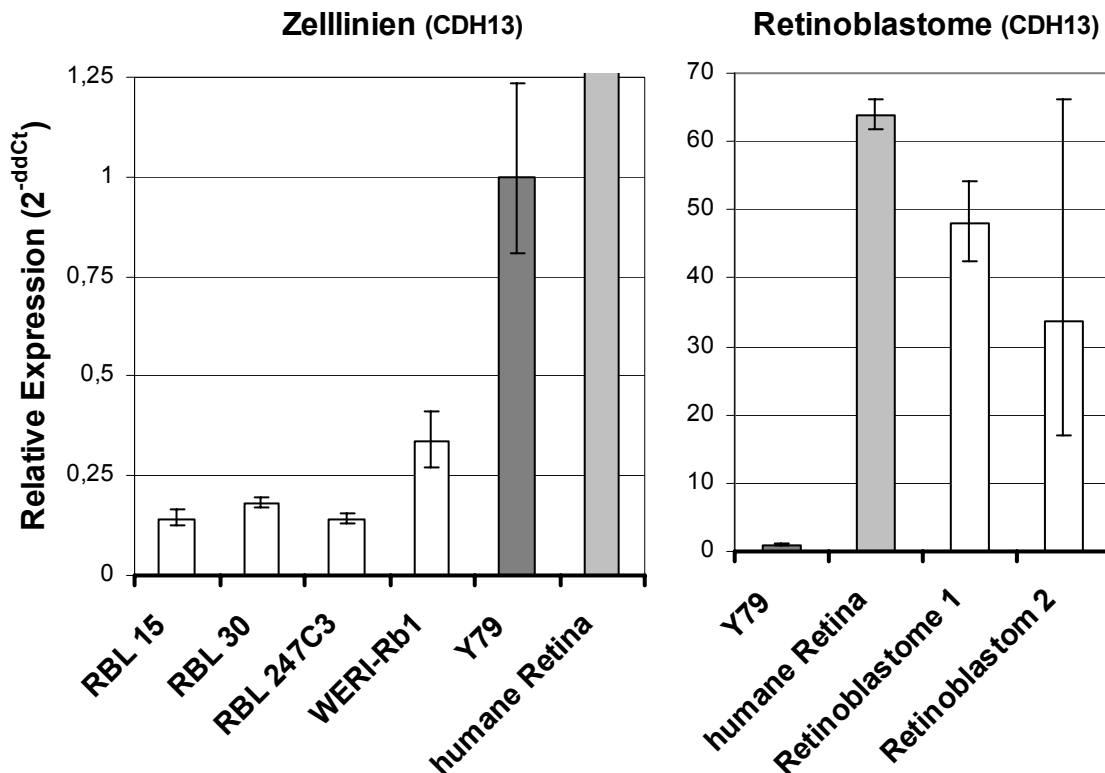 Zelllinien (CDH13)
Relative Expression (2-ddCt)
1,25
1
0,75
0,5
0,25
0
RBL 15
RBL 30
RBL 247C3
WERI-Rb1
Y79
humane Retina
Retinoblastome (CDH13)
70
60
50
40
30
20
10
0
Y79
humane Retina
Retinoblastome 1
Retinoblastom 2